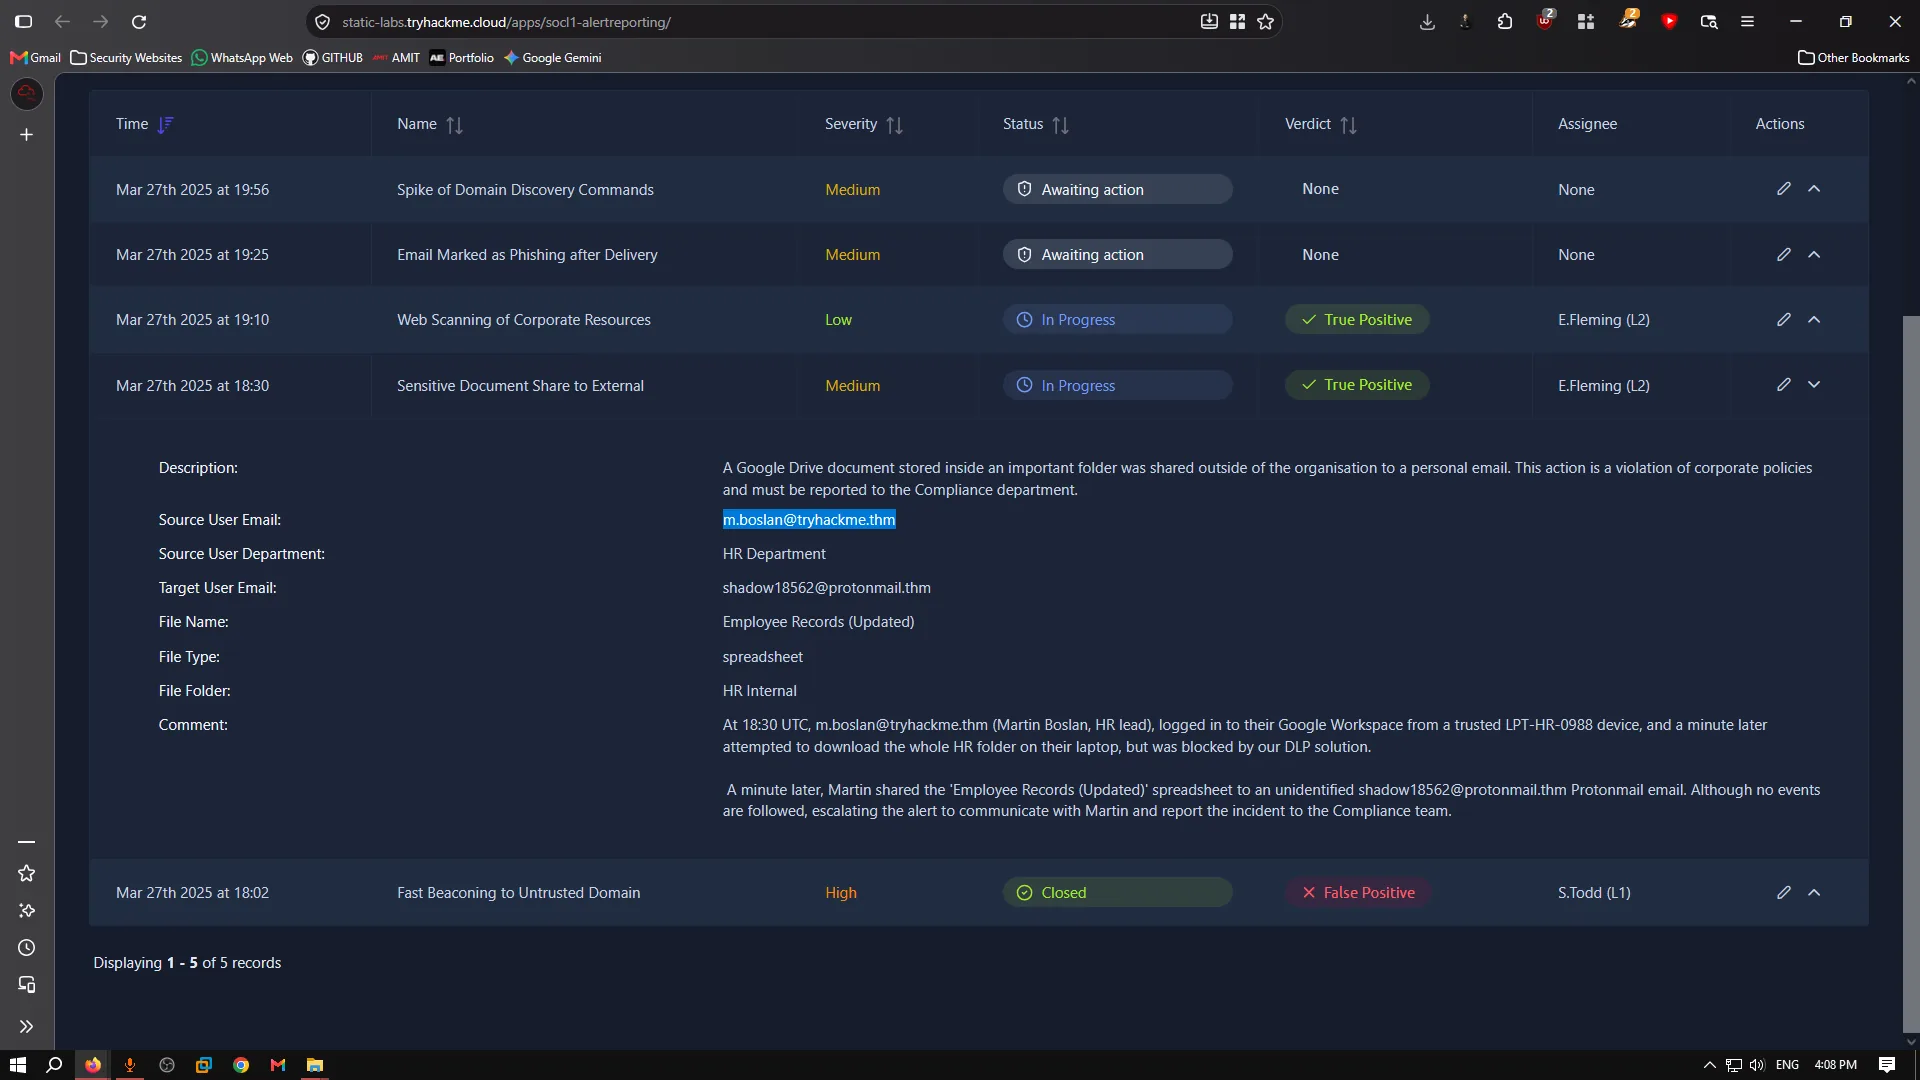 static-labs.tryhackme.cloud/apps/socl1-alertreporting/
2
2
Gmail Security Websites WhatsApp Web GITHUB AMIT Portfolio Google Gemini Other Bookmarks
Time Name Severity Status Verdict Assignee Actions
Mar 27th 2025 at 19:56 Spike of Domain Discovery Commands Medium Awaiting action None None
Mar 27th 2025 at 19:25 Email Marked as Phishing after Delivery Medium Awaiting action None None
Mar 27th 2025 at 19:10 Web Scanning of Corporate Resources Low In Progress True Positive E.Fleming (L2)
Mar 27th 2025 at 18:30 Sensitive Document Share to External Medium In Progress True Positive E.Fleming (L2)
Description: A Google Drive document stored inside an important folder was shared outside of the organisation to a personal email. This action is a violation of corporate policies
and must be reported to the Compliance department.
Source User Email: m.boslan@tryhackme.thm
Source User Department: HR Department
Target User Email: shadow18562@protonmail.thm
File Name: Employee Records (Updated)
File Type: spreadsheet
File Folder: HR Internal
Comment: At 18:30 UTC, m.boslan@tryhackme.thm (Martin Boslan, HR lead), logged in to their Google Workspace from a trusted LPT-HR-0988 device, and a minute later
attempted to download the whole HR folder on their laptop, but was blocked by our DLP solution.
A minute later, Martin shared the 'Employee Records (Updated)' spreadsheet to an unidentified shadow18562@protonmail.thm Protonmail email. Although no events
are followed, escalating the alert to communicate with Martin and report the incident to the Compliance team.
Mar 27th 2025 at 18:02 Fast Beaconing to Untrusted Domain High Closed False Positive S.Todd (L1)
Displaying 1 - 5 of 5 records
ENG 4:08 PM